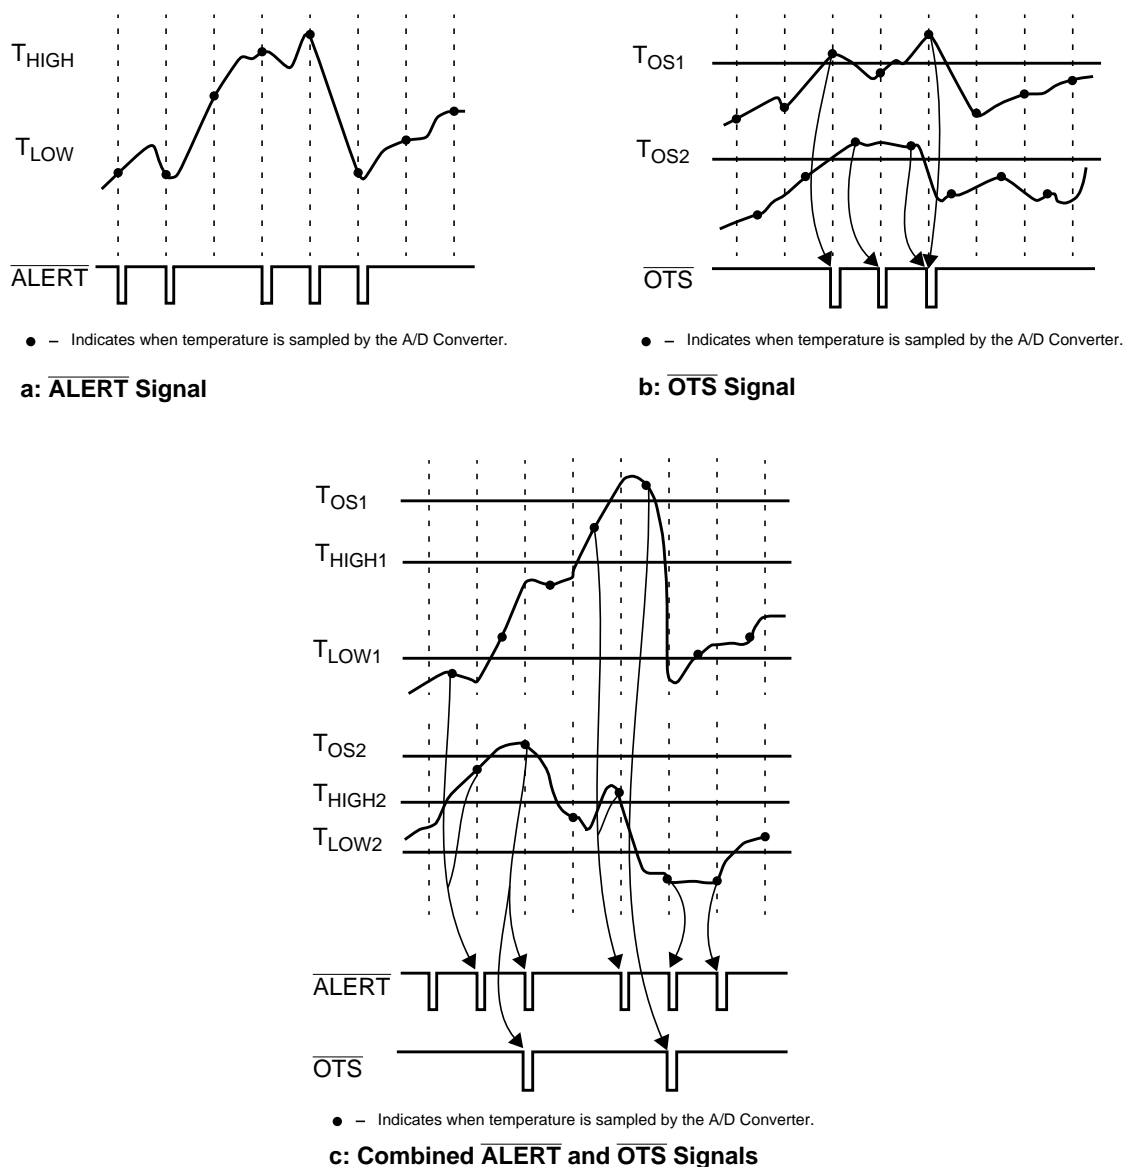 THIGH
TLOW
ALERT
● – Indicates when temperature is sampled by the A/D Converter.
a: ALERT Signal
TOS1
TOS2
OTS
● – Indicates when temperature is sampled by the A/D Converter.
b: OTS Signal
TOS1
THIGH1
TLOW1
TOS2
THIGH2
TLOW2
ALERT
OTS
● – Indicates when temperature is sampled by the A/D Converter.
c: Combined ALERT and OTS Signals